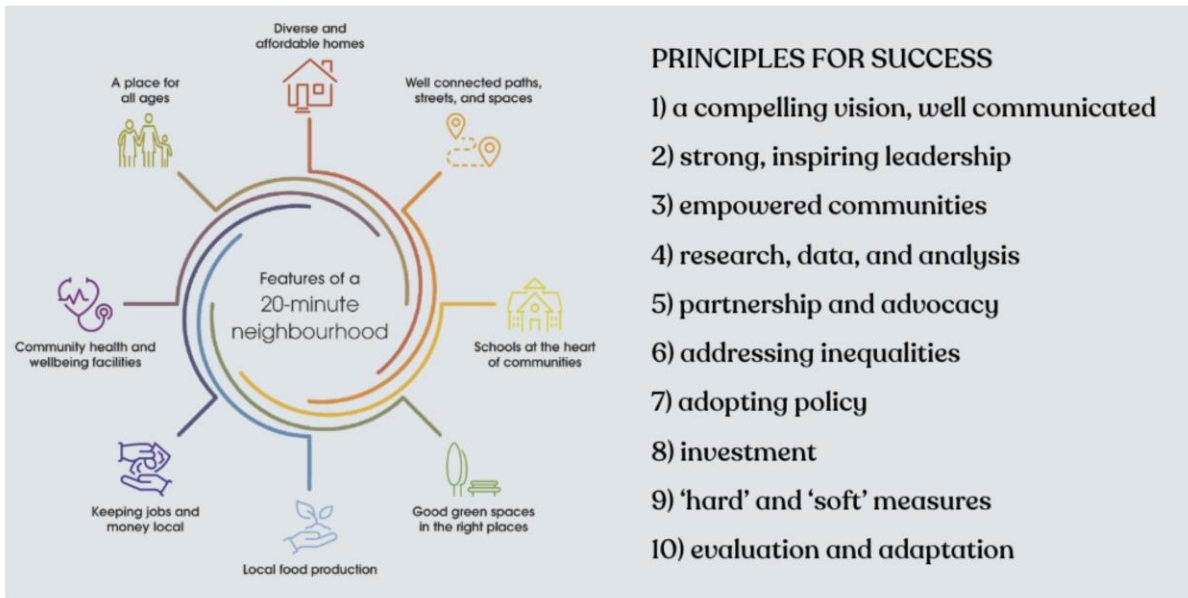 Diverse and
affordable homes
A place for
all ages
Well connected paths,
streets, and spaces
Features of a
20-minute
neighbourhood
Community health and
wellbeing facilities
Schools at the heart
of communities
Keeping jobs and
money local
Good green spaces
in the right places
Local food production
PRINCIPLES FOR SUCCESS
1) a compelling vision, well communicated
2) strong, inspiring leadership
3) empowered communities
4) research, data, and analysis
5) partnership and advocacy
6) addressing inequalities
7) adopting policy
8) investment
9) ‘hard’ and ‘soft’ measures
10) evaluation and adaptation